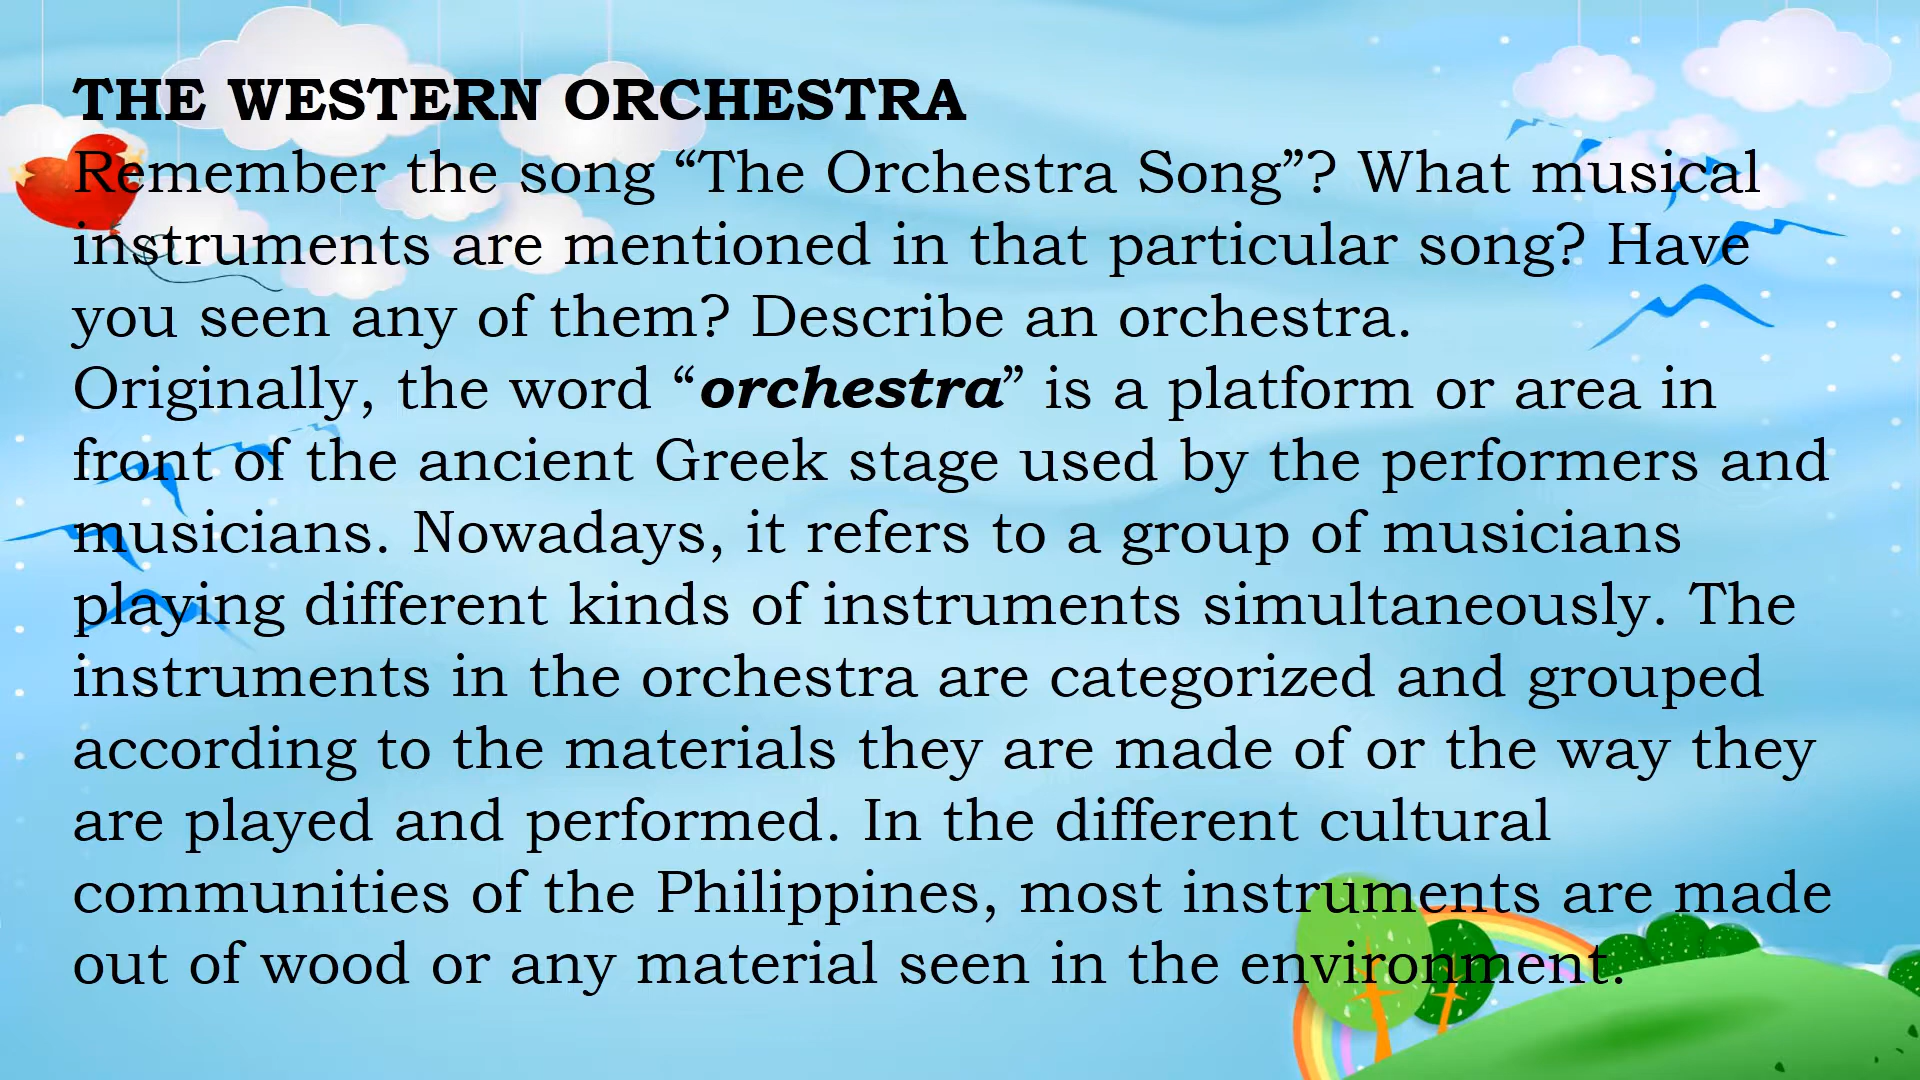 THE WESTERN ORCHESTRA
Remember the song “The Orchestra Song”? What musical
instruments are mentioned in that particular song? Have
you seen any of them? Describe an orchestra.
Originally, the word “orchestra” is a platform or area in
front of the ancient Greek stage used by the performers and
musicians. Nowadays, it refers to a group of musicians
playing different kinds of instruments simultaneously. The
instruments in the orchestra are categorized and grouped
according to the materials they are made of or the way they
are played and performed. In the different cultural
communities of the Philippines, most instruments are made
out of wood or any material seen in the environment.